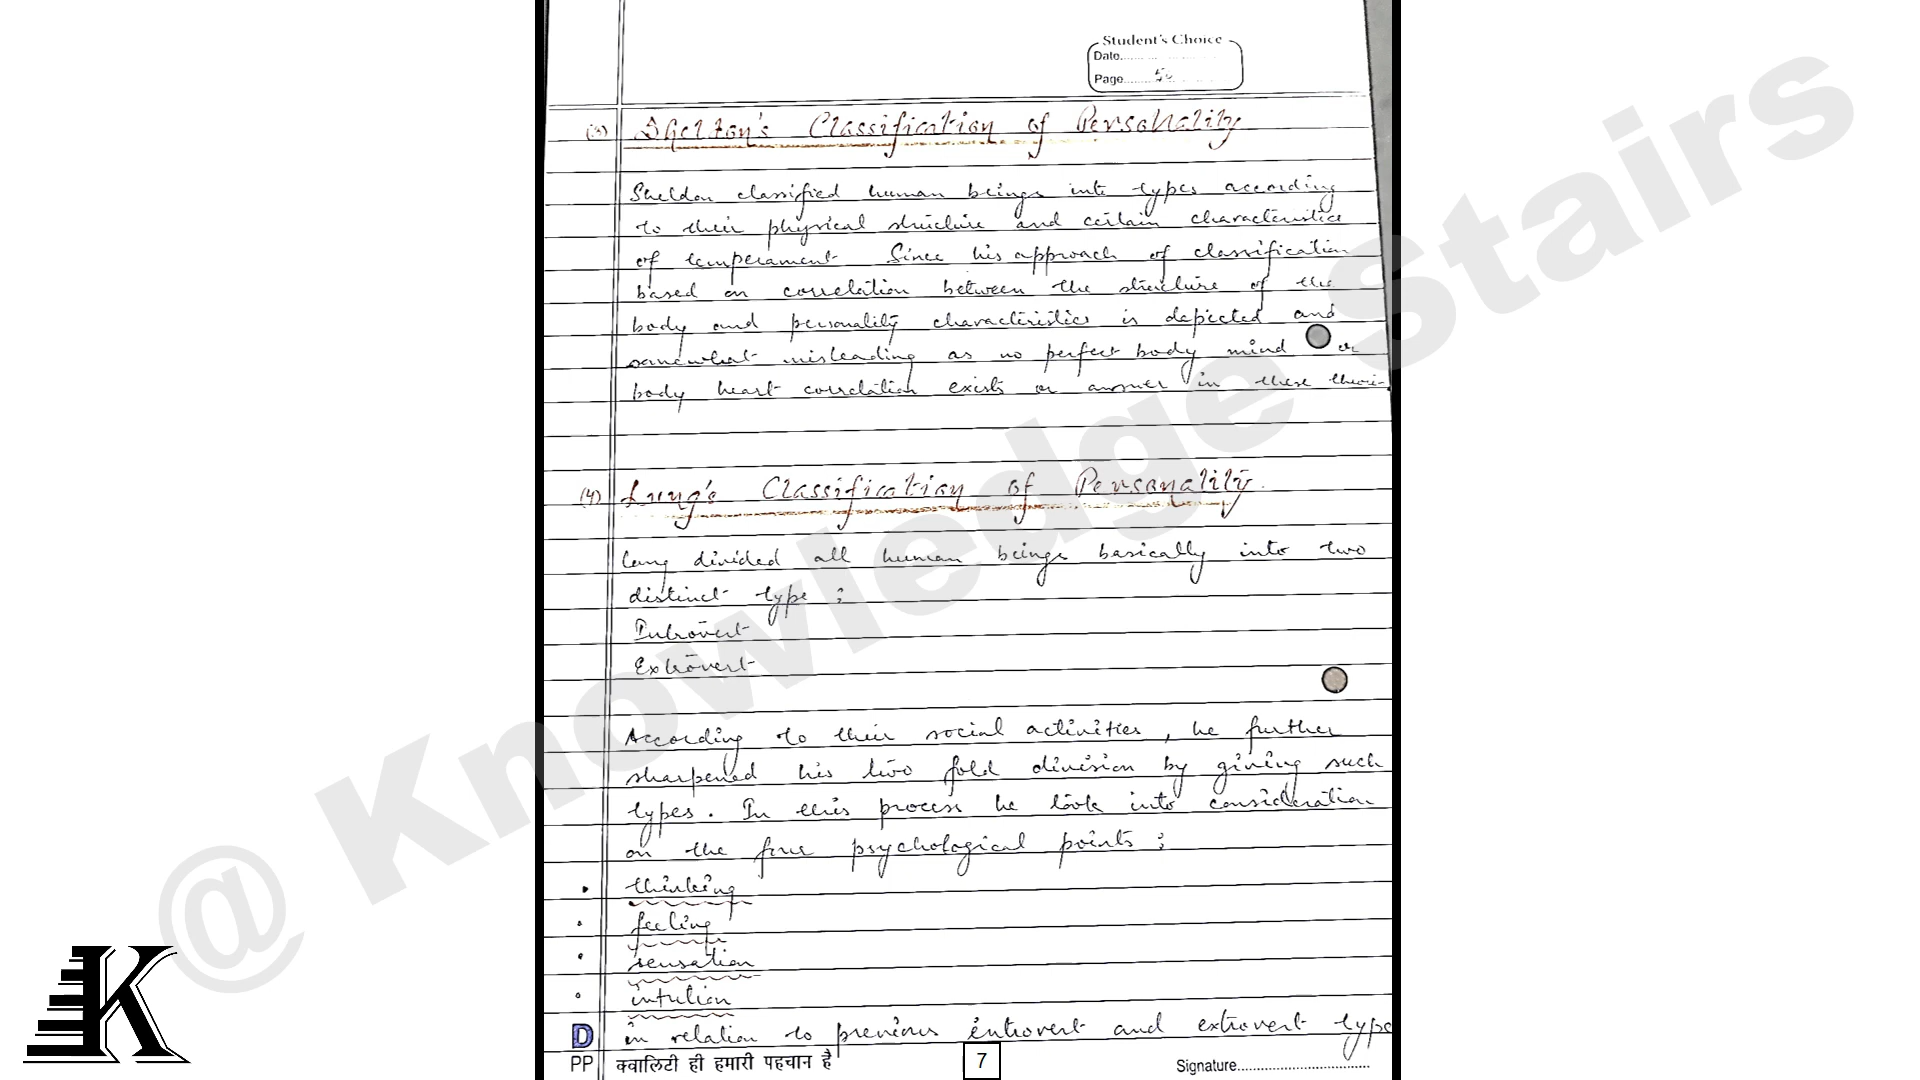 Student's Choice
Date
Page 50
(3) Shelton's Classification of Personality
Sheldon classified human beings into types according
to their physical structure and certain characteristics
of temperament Since his approach of classification
based on correlation between the structure of the
body and personality characteristics is depicted and
somewhat misleading as no perfect body mind or
body heart correlation exists or answer in these
(4) Lung's Classification of Personality.
Lung divided all human beings basically into two
distinct type :
Introvert
Extrovert
According to their social activities, he further
sharpened his two fold division by giving such
types. In this process he took into consideration
on the four psychological points :
• thinking
• feeling
• sensation
• intution
in relation to previous introvert and extrovert type
D
PP क्वालिटी ही हमारी पहचान है
7
Signature
@ Knowledge Stairs
K